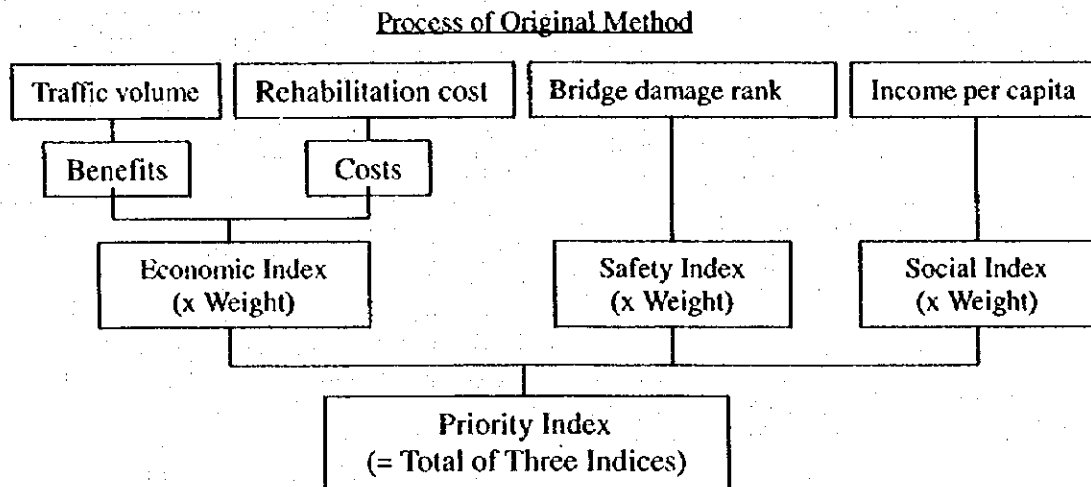 Process of Original Method
Traffic volume
Rehabilitation cost
Bridge damage rank
Income per capita
Benefits
Costs
Economic Index
(x Weight)
Safety Index
(x Weight)
Social Index
(x Weight)
Priority Index
(= Total of Three Indices)